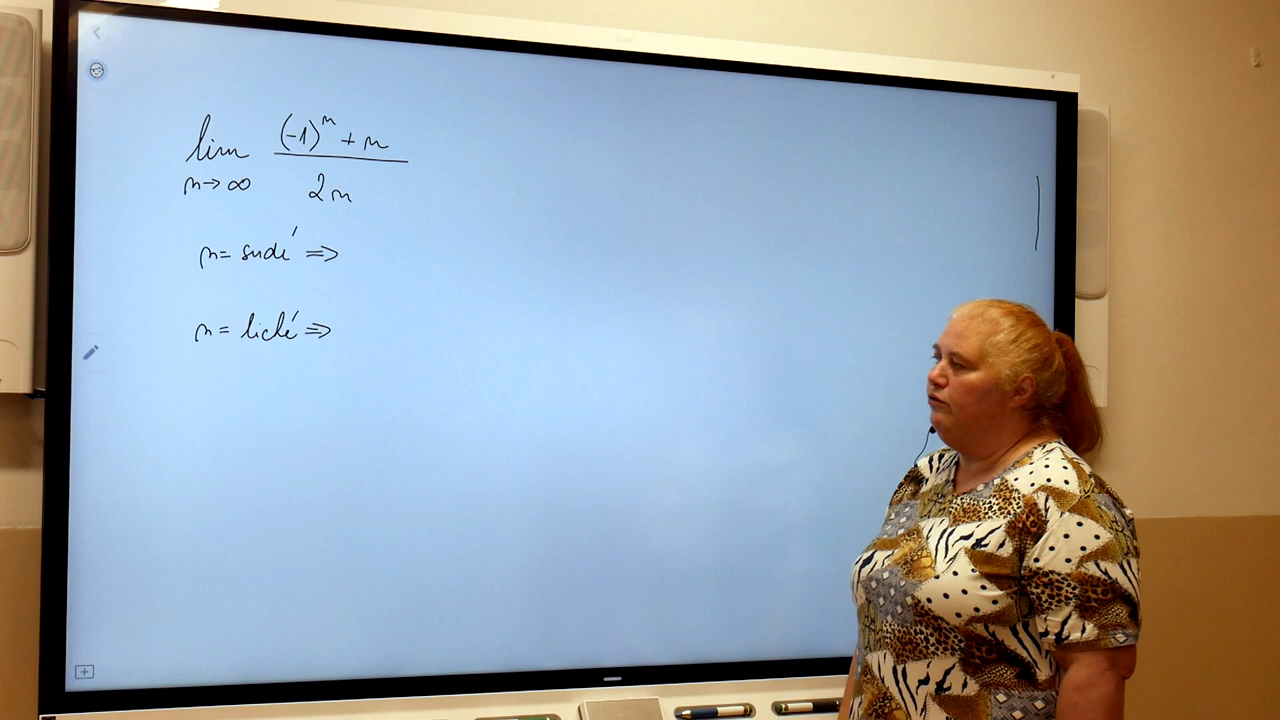 lim (-1)^n + n / 2n
n → ∞
n = sudé ⇒
n = liché ⇒